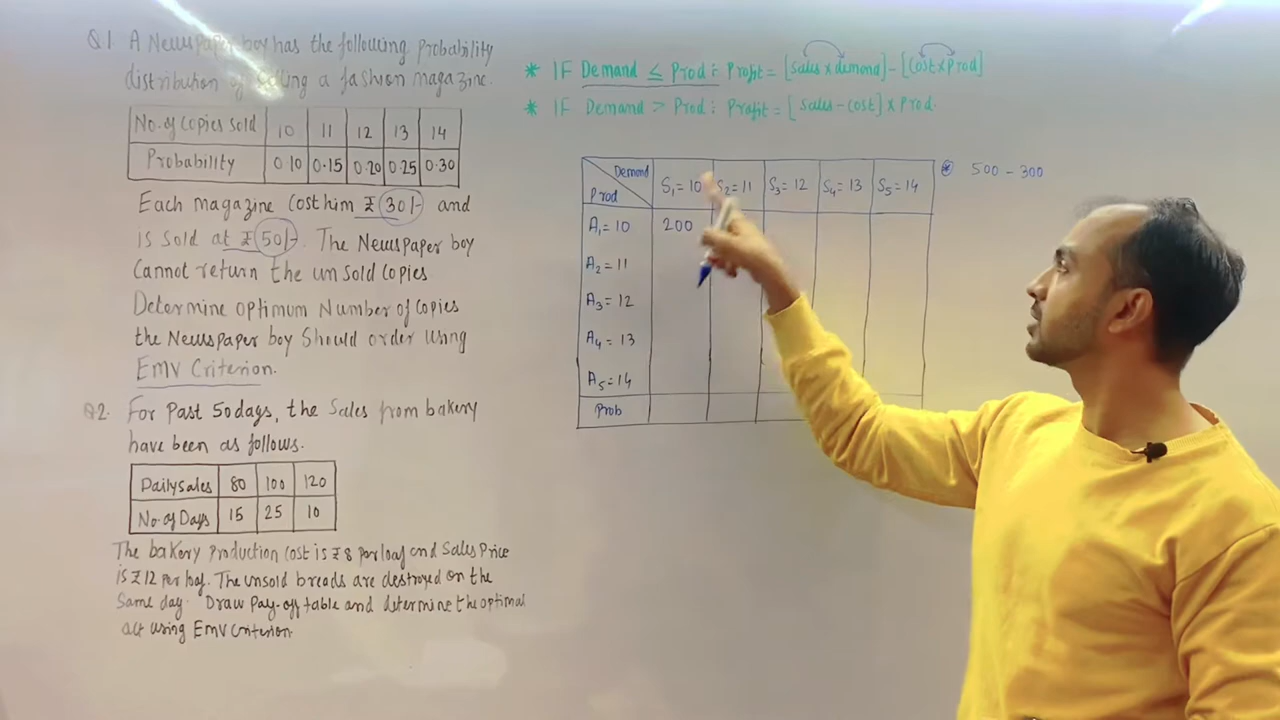 Q1. A Newspaper boy has the following Probability
distribution of selling a fashion magazine.
No. of Copies sold 10 11 12 13 14
Probability 0.10 0.15 0.20 0.25 0.30
Each magazine Cost him ₹ 30/- and
is Sold at ₹ 50/-. The Newspaper boy
Cannot return the unsold Copies
Determine optimum Number of Copies
the Newspaper boy Should order Using
EMV Criterion.
Q2. For Past 50 days, the Sales from bakery
have been as follows.
Daily sales 80 100 120
No. of Days 15 25 10
The bakery Production Cost is ₹ 8 Per loaf and Sales Price
is ₹ 12 Per loaf. The unsold breads are destroyed on the
Same day. Draw Pay-off table and determine the optimal
act using EMV Criterion.
* IF Demand ≤ Prod : Profit = [Sales × demand] - [Cost × Prod]
* IF Demand > Prod : Profit = [Sales - Cost] × Prod.
Demand
Prod S₁ = 10 S₂ = 11 S₃ = 12 S₄ = 13 S₅ = 14
A₁ = 10 200
A₂ = 11
A₃ = 12
A₄ = 13
A₅ = 14
Prob
* 500 - 300